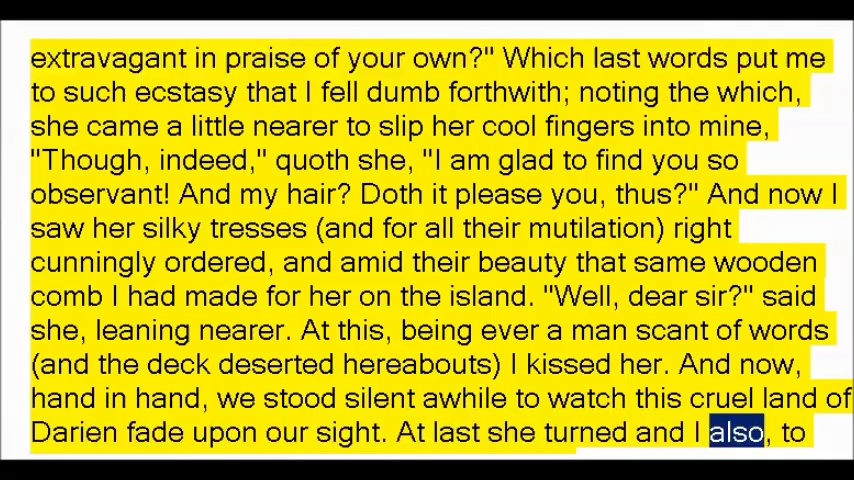 extravagant in praise of your own?" Which last words put me
to such ecstasy that I fell dumb forthwith; noting the which,
she came a little nearer to slip her cool fingers into mine,
"Though, indeed," quoth she, "I am glad to find you so
observant! And my hair? Doth it please you, thus?" And now I
saw her silky tresses (and for all their mutilation) right
cunningly ordered, and amid their beauty that same wooden
comb I had made for her on the island. "Well, dear sir?" said
she, leaning nearer. At this, being ever a man scant of words
(and the deck deserted hereabouts) I kissed her. And now,
hand in hand, we stood silent awhile to watch this cruel land of
Darien fade upon our sight. At last she turned and I also, to